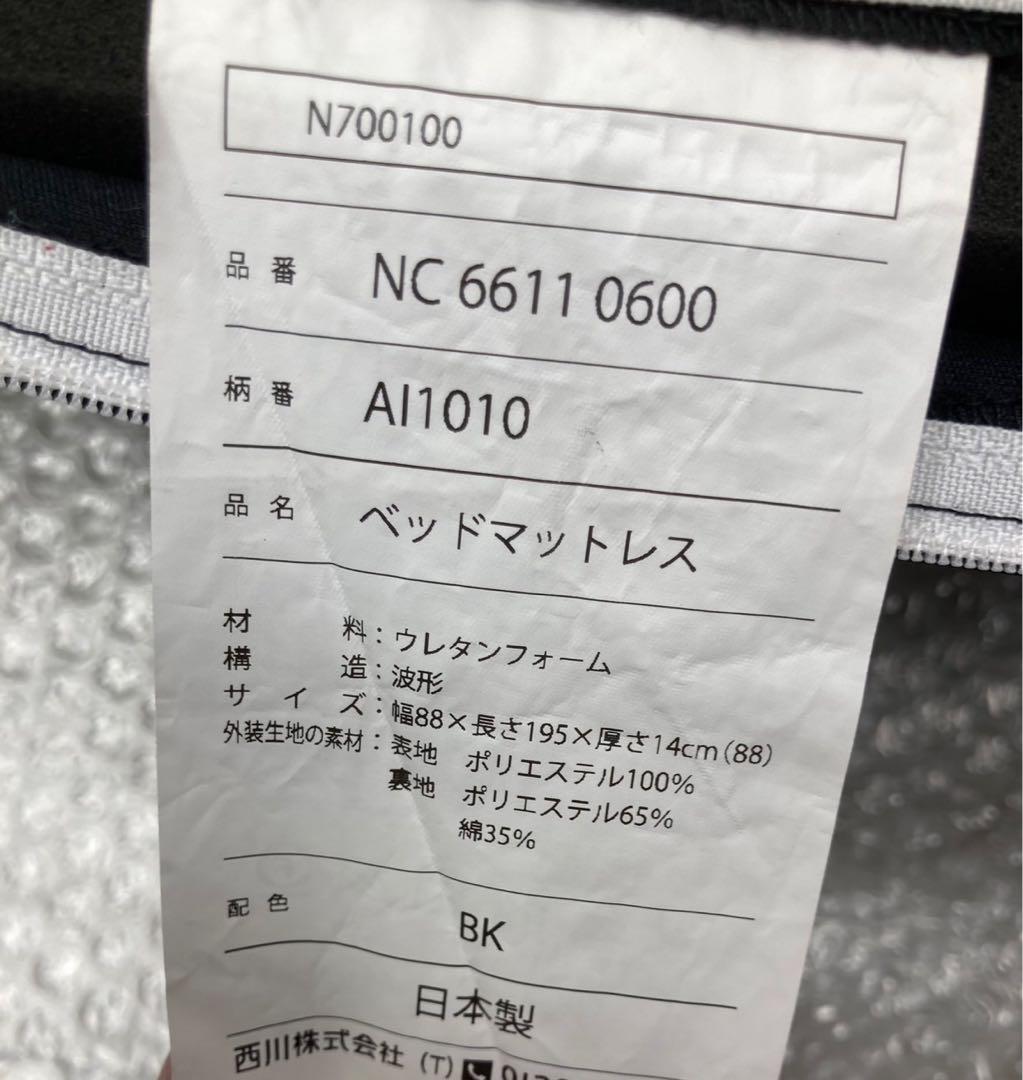 N700100
品番 NC 6611 0600
柄番 AI1010
品名 ベッドマットレス
材料：ウレタンフォーム
構造：波形
サイズ：幅88×長さ195×厚さ14cm（88）
外装生地の素材：表地 ポリエステル100%
裏地 ポリエステル65%
綿35%
配色 BK
日本製
西川株式会社 (T)